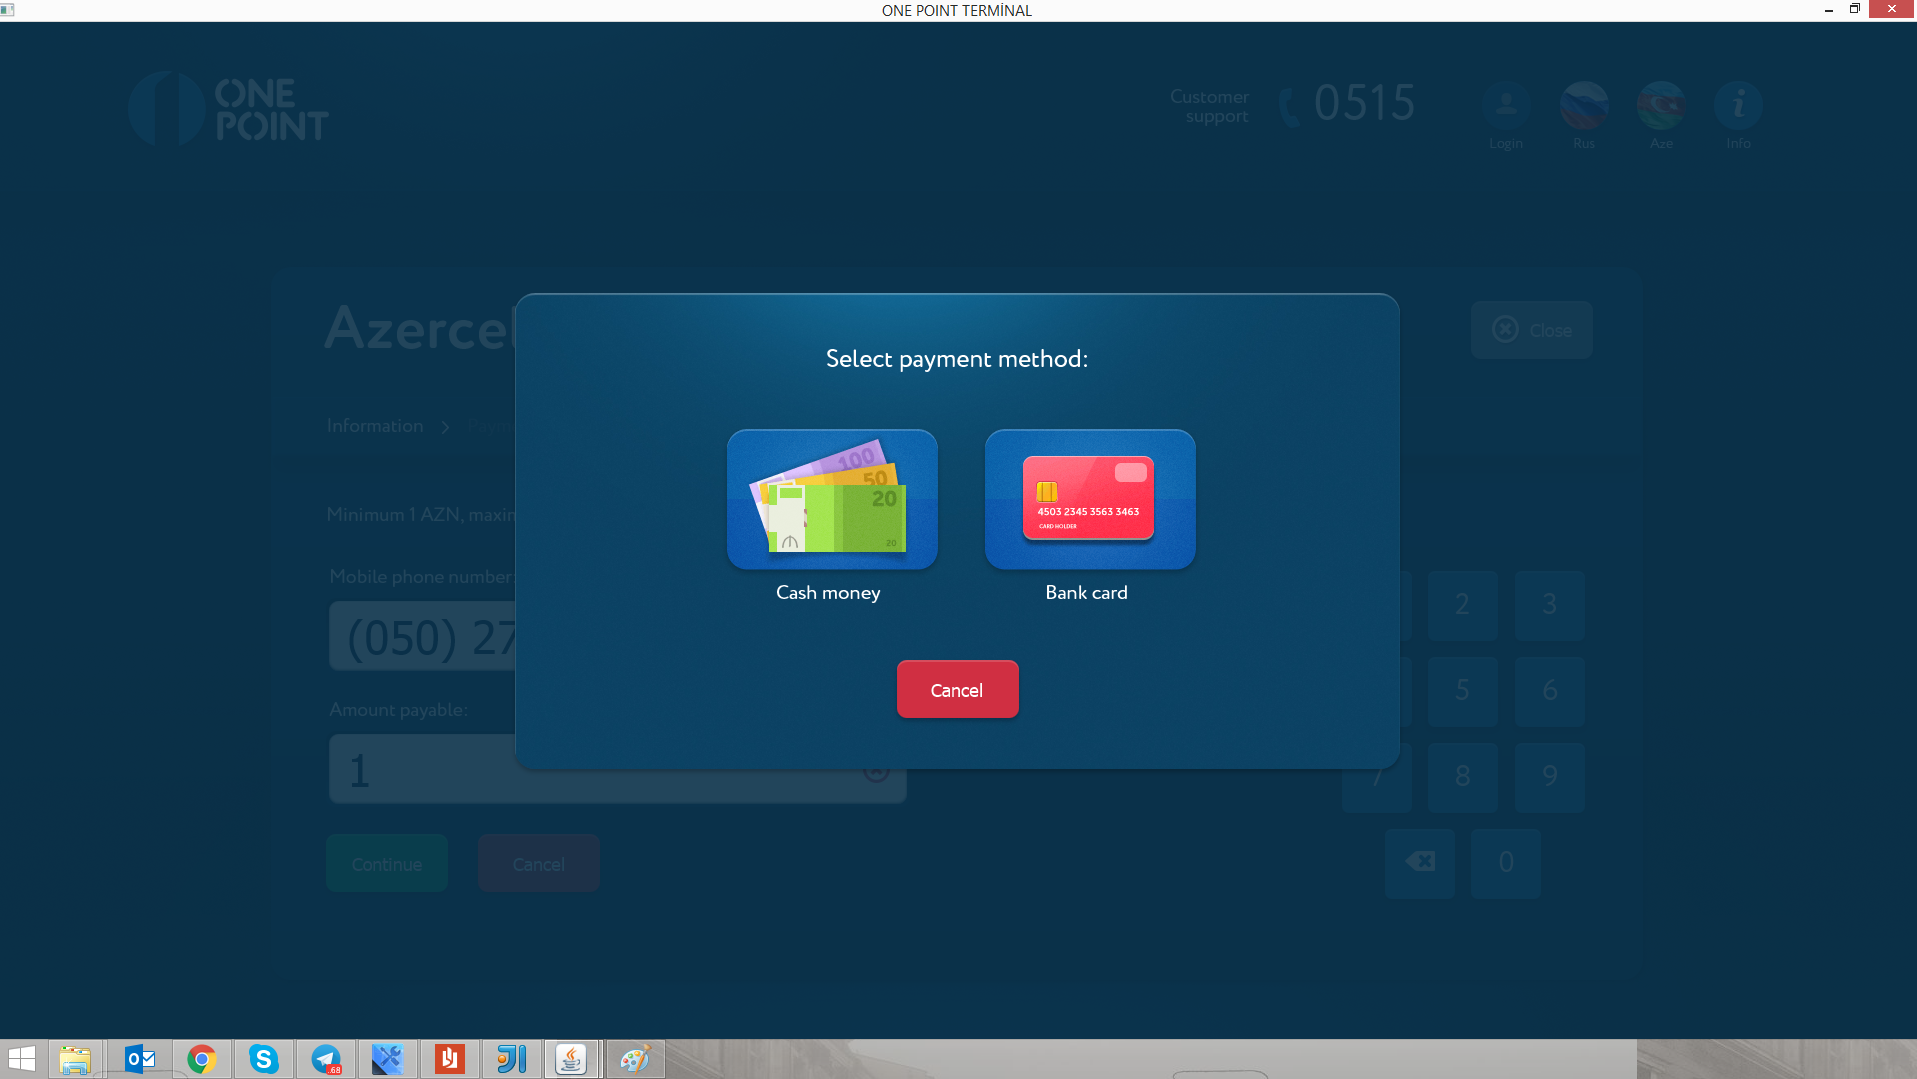 ONE POINT TERMİNAL
ONE
POINT
Customer
support
0515
Login
Rus
Aze
Info
Azercel
Close
Select payment method:
Information
Minimum 1 AZN,
100
50
20
20
4503 2345 3563 3463
CARD HOLDER
Cash money
Bank card
Mobile phone number:
(050) 27
2
3
Cancel
5
6
Amount payable:
1
7
8
9
Continue
Cancel
0
68